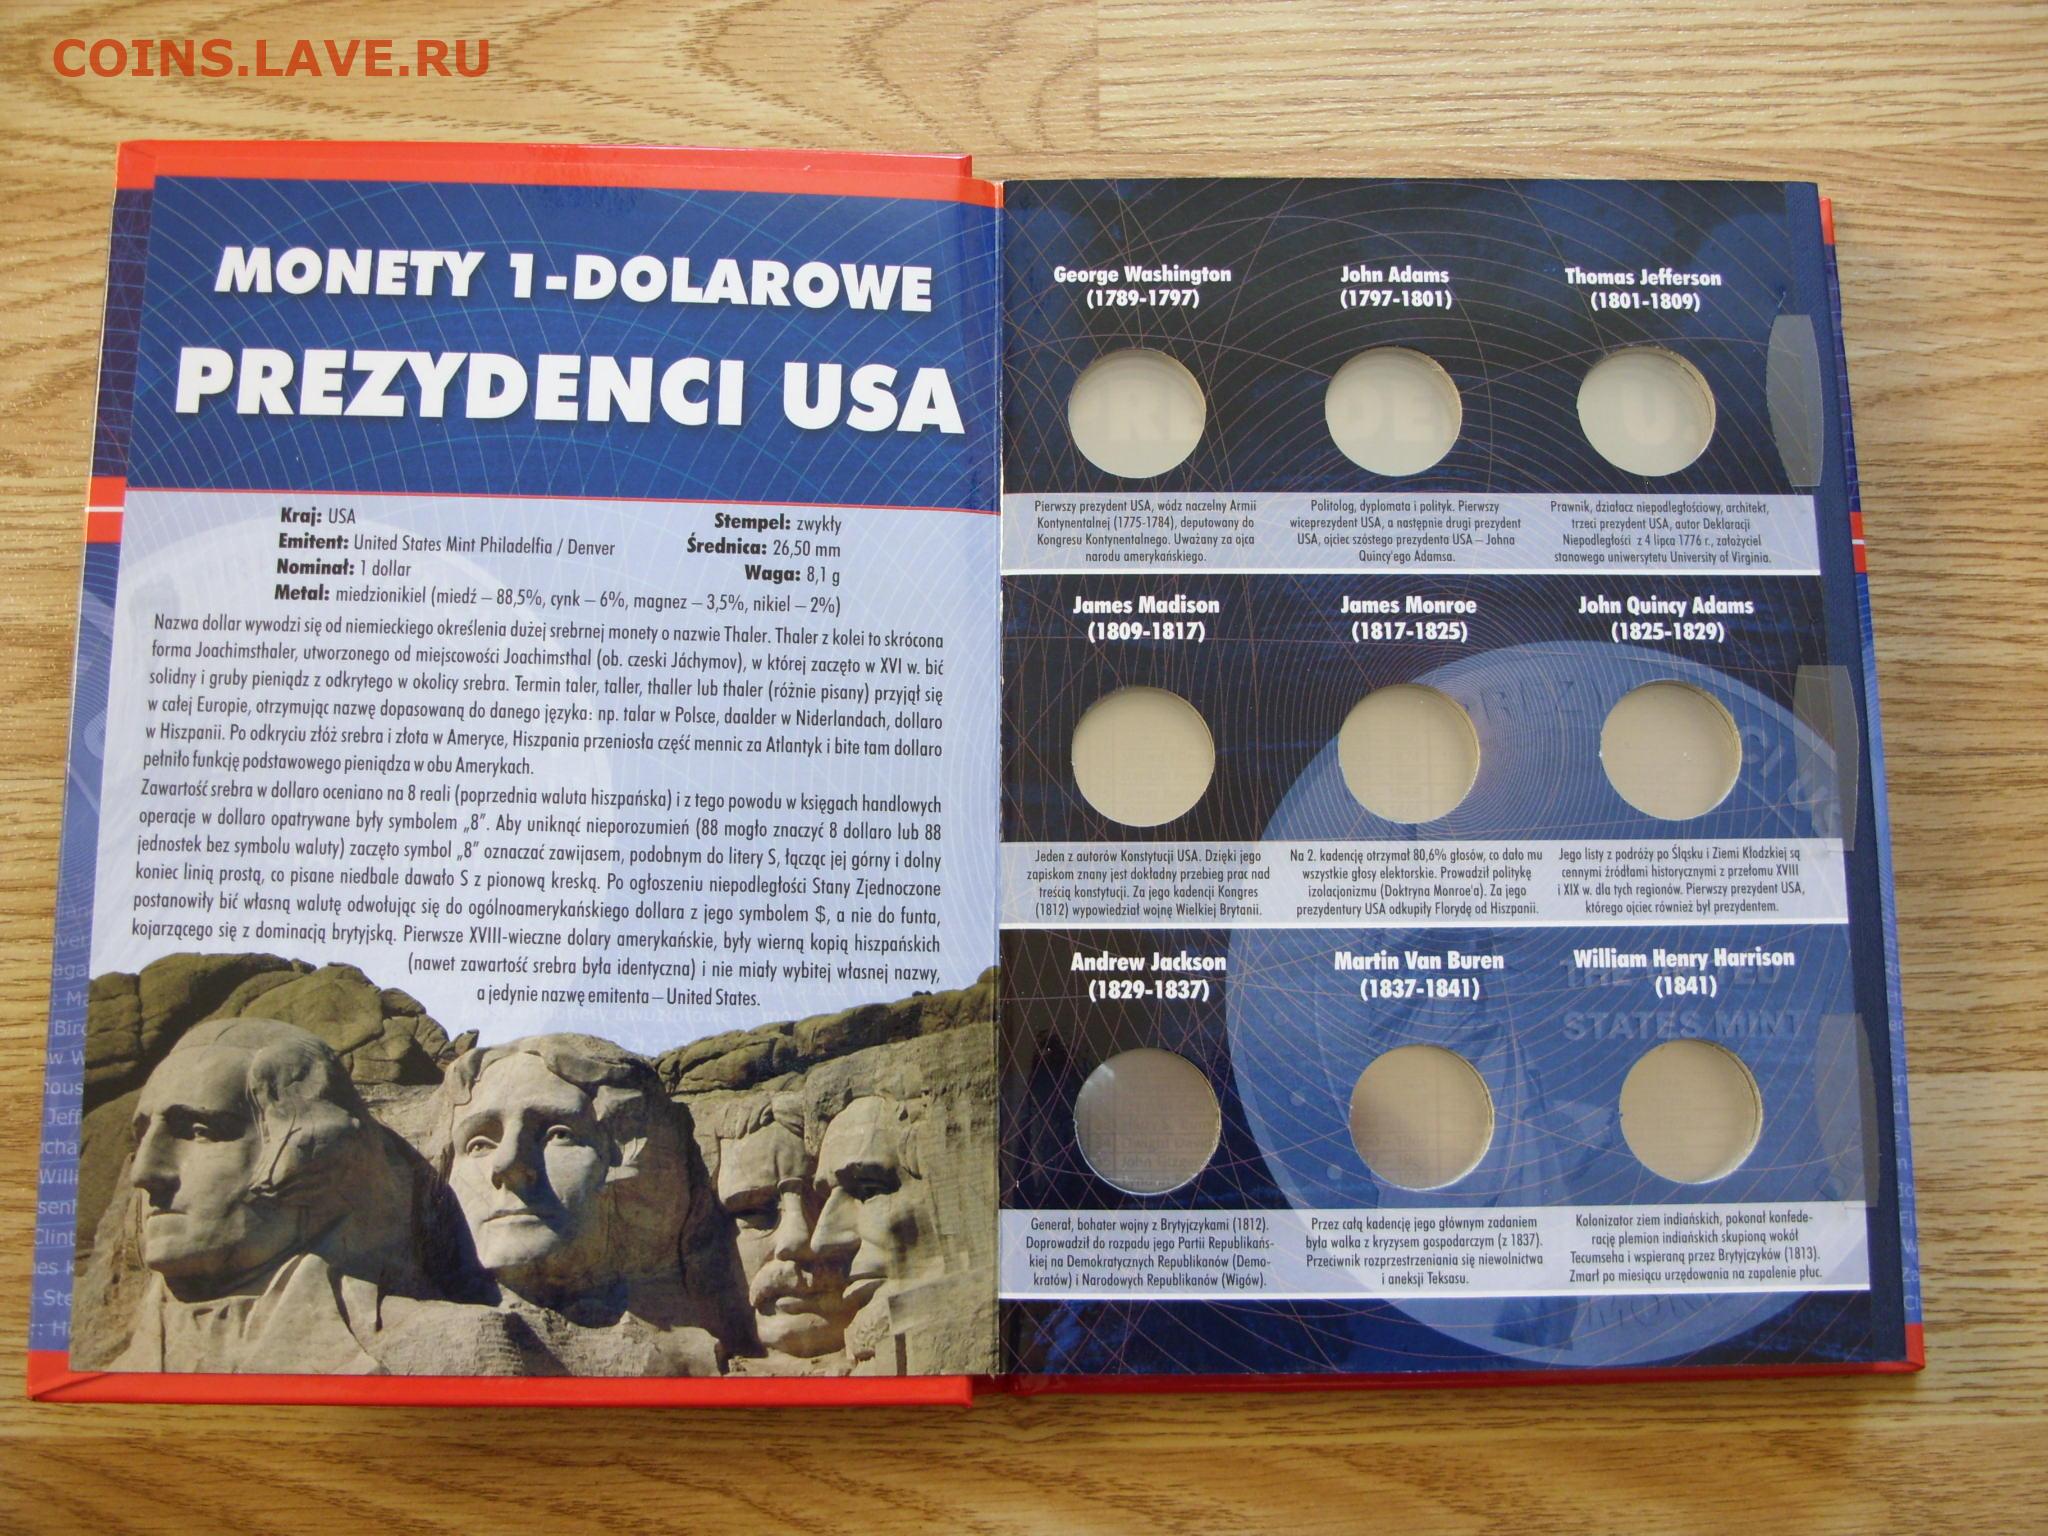 COINS.LAVE.RU
MONETY 1-DOLAROWE
PREZYDENCI USA
Kraj: USA
Emitent: United States Mint Philadelfia / Denver
Nominał: 1 dollar
Stempel: zwykły
Średnica: 26,50 mm
Waga: 8,1 g
Metal: miedzionikiel (miedź – 88,5%, cynk – 6%, magnez – 3,5%, nikiel – 2%)
Nazwa dollar wywodzi się od niemieckiego określenia dużej srebrnej monety o nazwie Thaler. Thaler z kolei to skrócona
forma Joachimsthaler, utworzonego od miejscowości Joachimsthal (ob. czeski Jáchymov), w której zaczęto w XVI w. bić
solidny i gruby pieniądz z odkrytego w okolicy srebra. Termin taler, taller, thaller lub thaler (różnie pisany) przyjął się
w całej Europie, otrzymując nazwę dopasowaną do danego języka: np. talar w Polsce, daalder w Niderlandach, dollaro
w Hiszpanii. Po odkryciu złóż srebra i złota w Ameryce, Hiszpania przeniosła część mennic za Atlantyk i bite tam dollaro
pełniło funkcję podstawowego pieniądza w obu Amerykach.
Zawartość srebra w dollaro oceniano na 8 reali (poprzednia waluta hiszpańska) i z tego powodu w księgach handlowych
operacje w dollaro opatrywane były symbolem „8”. Aby uniknąć nieporozumień (88 mogło znaczyć 8 dollaro lub 88
jednostek bez symbolu waluty) zaczęto symbol „8” oznaczać zawijasem, podobnym do litery S, łącząc jej górny i dolny
koniec linią prostą, co pisane niedbale dawało S z pionową kreską. Po ogłoszeniu niepodległości Stany Zjednoczone
postanowiły bić własną walutę odwołując się do ogólnoamerykańskiego dollara z jego symbolem $, a nie do funta,
kojarzącego się z dominacją brytyjską. Pierwsze XVIII-wieczne dolary amerykańskie, były wierną kopią hiszpańskich
(nawet zawartość srebra była identyczna) i nie miały wybitej własnej nazwy,
a jedynie nazwę emitenta – United States.
George Washington
(1789-1797)
John Adams
(1797-1801)
Thomas Jefferson
(1801-1809)
Pierwszy prezydent USA, wódz naczelny Armii
Kontynentalnej (1775-1784), deputowany do
Kongresu Kontynentalnego. Uważany za ojca
narodu amerykańskiego.
Politolog, dyplomata i polityk. Pierwszy
wiceprezydent USA, a następnie drugi prezydent
USA, ojciec szóstego prezydenta USA – Johna
Quincy'ego Adamsa.
Prawnik, działacz niepodległościowy, architekt,
trzeci prezydent USA, autor Deklaracji
Niepodległości z 4 lipca 1776 r., założyciel
stanowego uniwersytetu University of Virginia.
James Madison
(1809-1817)
James Monroe
(1817-1825)
John Quincy Adams
(1825-1829)
Jeden z autorów Konstytucji USA. Dzięki jego
zapiskom znany jest dokładny przebieg prac nad
treścią konstytucji. Za jego kadencji Kongres
(1812) wypowiedział wojnę Wielkiej Brytanii.
Na 2. kadencję otrzymał 80,6% głosów, co dało mu
wszystkie głosy elektorskie. Prowadził politykę
izolacjonizmu (Doktryna Monroe'a). Za jego
prezydentury USA odkupiły Florydę od Hiszpanii.
Jego listy z podróży po Śląsku i Ziemi Kłodzkiej są
cennymi źródłami historycznymi z przełomu XVIII
i XIX w. dla tych regionów. Pierwszy prezydent USA,
którego ojciec również był prezydentem.
Andrew Jackson
(1829-1837)
Martin Van Buren
(1837-1841)
William Henry Harrison
(1841)
THE UNITED
STATES MINT
Generał, bohater wojny z Brytyjczykami (1812).
Doprowadził do rozpadu jego Partii Republikańs-
kiej na Demokratycznych Republikanów (Demo-
kratów) i Narodowych Republikanów (Wigów).
Przez całą kadencję jego głównym zadaniem
była walka z kryzysem gospodarczym (z 1837).
Przeciwnik rozprzestrzeniania się niewolnictwa
i aneksji Teksasu.
Kolonizator ziem indiańskich, pokonał konfede-
rację plemion indiańskich skupioną wokół
Tecumseha i wspieraną przez Brytyjczyków (1813).
Zmarł po miesiącu urzędowania na zapalenie płuc.